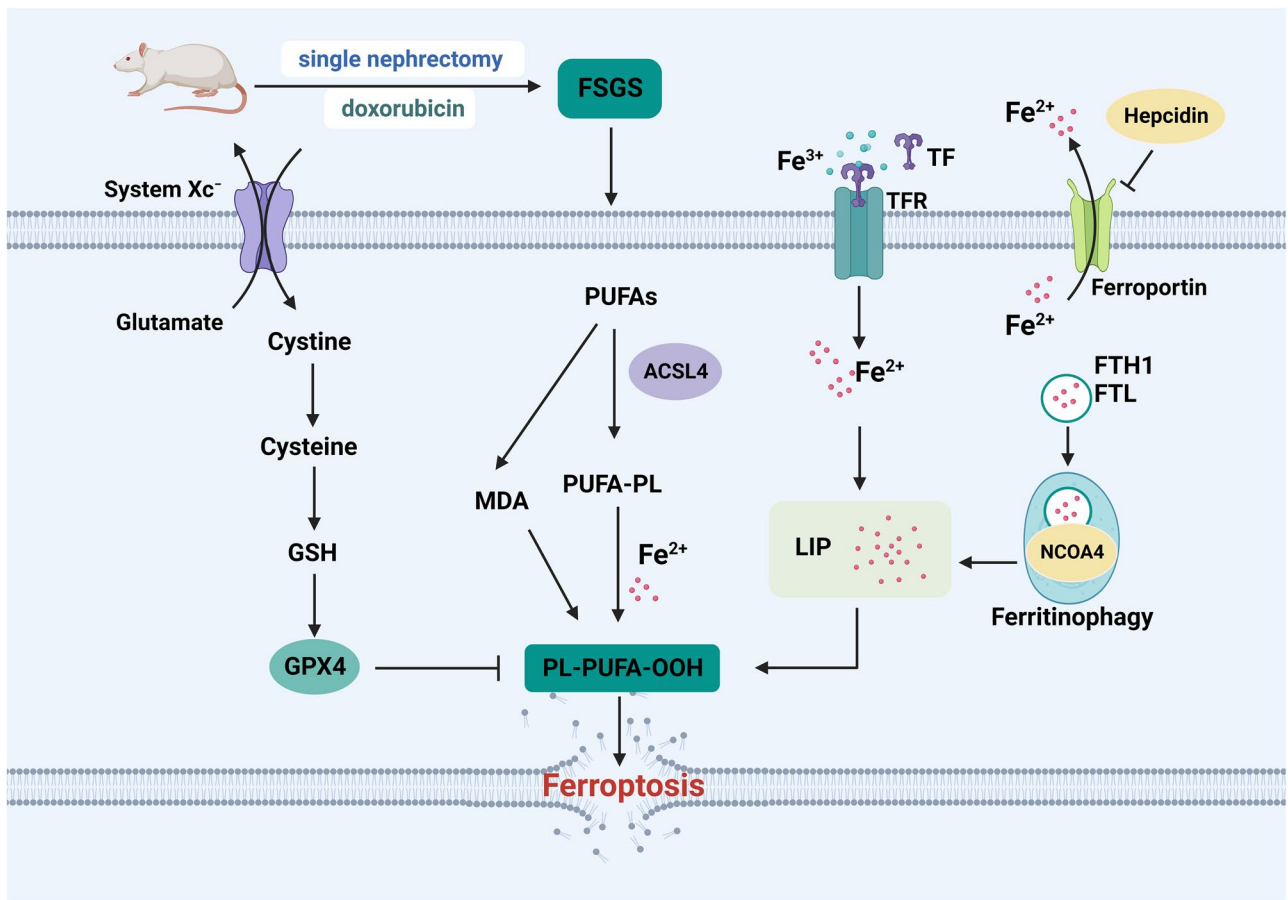 single nephrectomy
doxorubicin
FSGS
Fe²⁺
Hepcidin
Fe³⁺
TF
TFR
System Xc⁻
Ferroportin
Fe²⁺
Glutamate
Cystine
PUFAs
ACSL4
Fe²⁺
FTH1
FTL
Cysteine
MDA
PUFA-PL
GSH
Fe²⁺
LIP
NCOA4
Ferritinophagy
GPX4
PL-PUFA-OOH
Ferroptosis